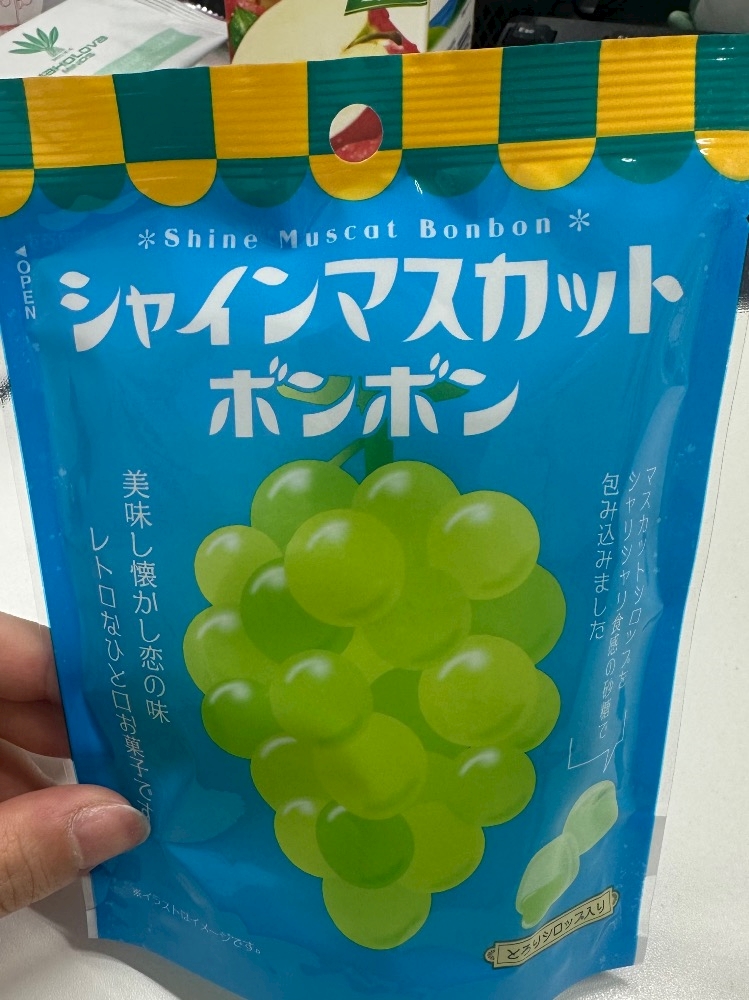 *Shine Muscat Bonbon*
◀OPEN
シャインマスカット
ボンボン
マスカットシロップを
シャリシャリ食感の砂糖で
包み込みました
美味し懐かし恋の味
レトロなひと口お菓子です
とろりシロップ入り
※イラストはイメージです。